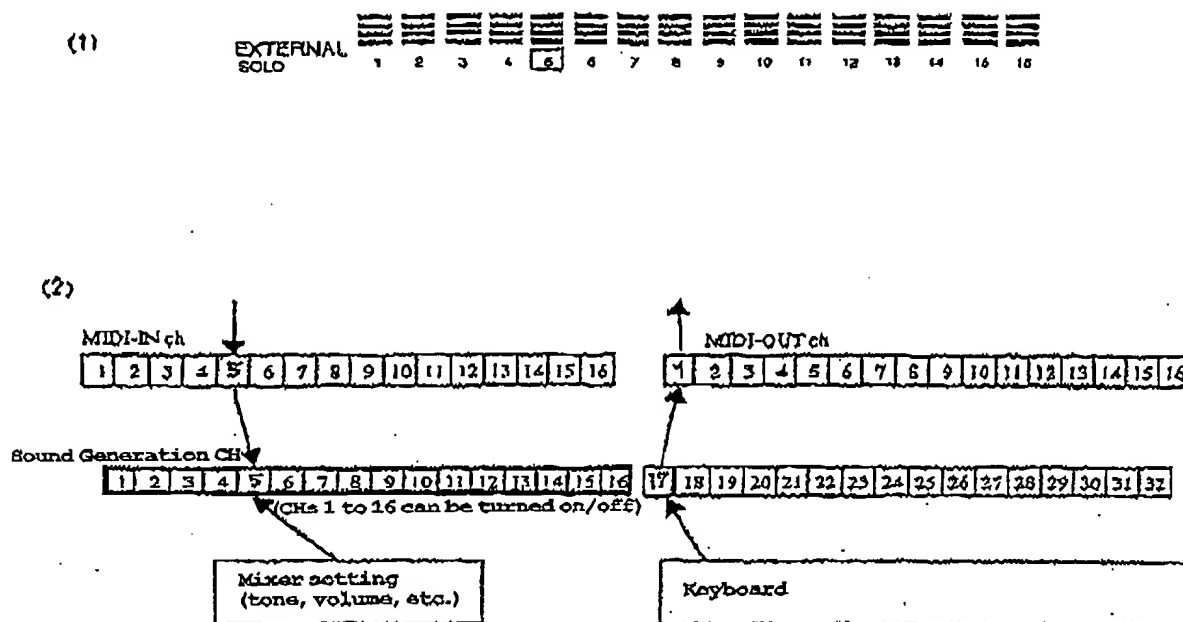 (1)
EXTERNAL
SOLO
1 2 3 4 5 6 7 8 9 10 11 12 13 14 15 16
(2)
MIDI-IN ch
MIDI-OUT ch
1 2 3 4 5 6 7 8 9 10 11 12 13 14 15 16
1 2 3 4 5 6 7 8 9 10 11 12 13 14 15 16
Sound Generation CH
1 2 3 4 5 6 7 8 9 10 11 12 13 14 15 16
17 18 19 20 21 22 23 24 25 26 27 28 29 30 31 32
(CHs 1 to 16 can be turned on/off)
Mixer setting
(tone, volume, etc.)
Keyboard